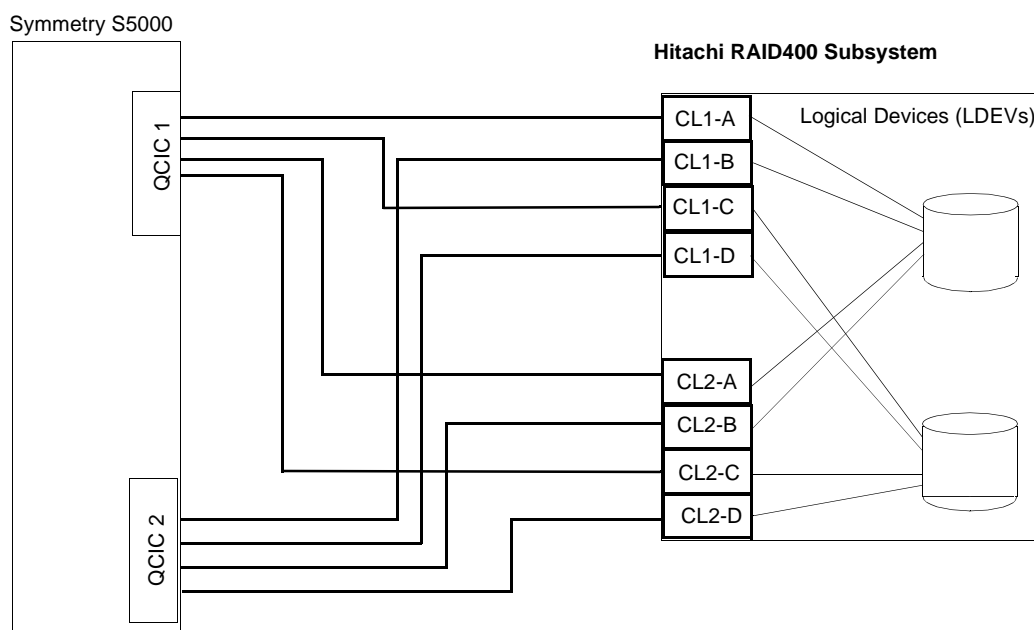 Symmetry S5000
Hitachi RAID400 Subsystem
QCIC 1
CL1-A
Logical Devices (LDEVs)
CL1-B
CL1-C
CL1-D
CL2-A
CL2-B
CL2-C
CL2-D
QCIC 2